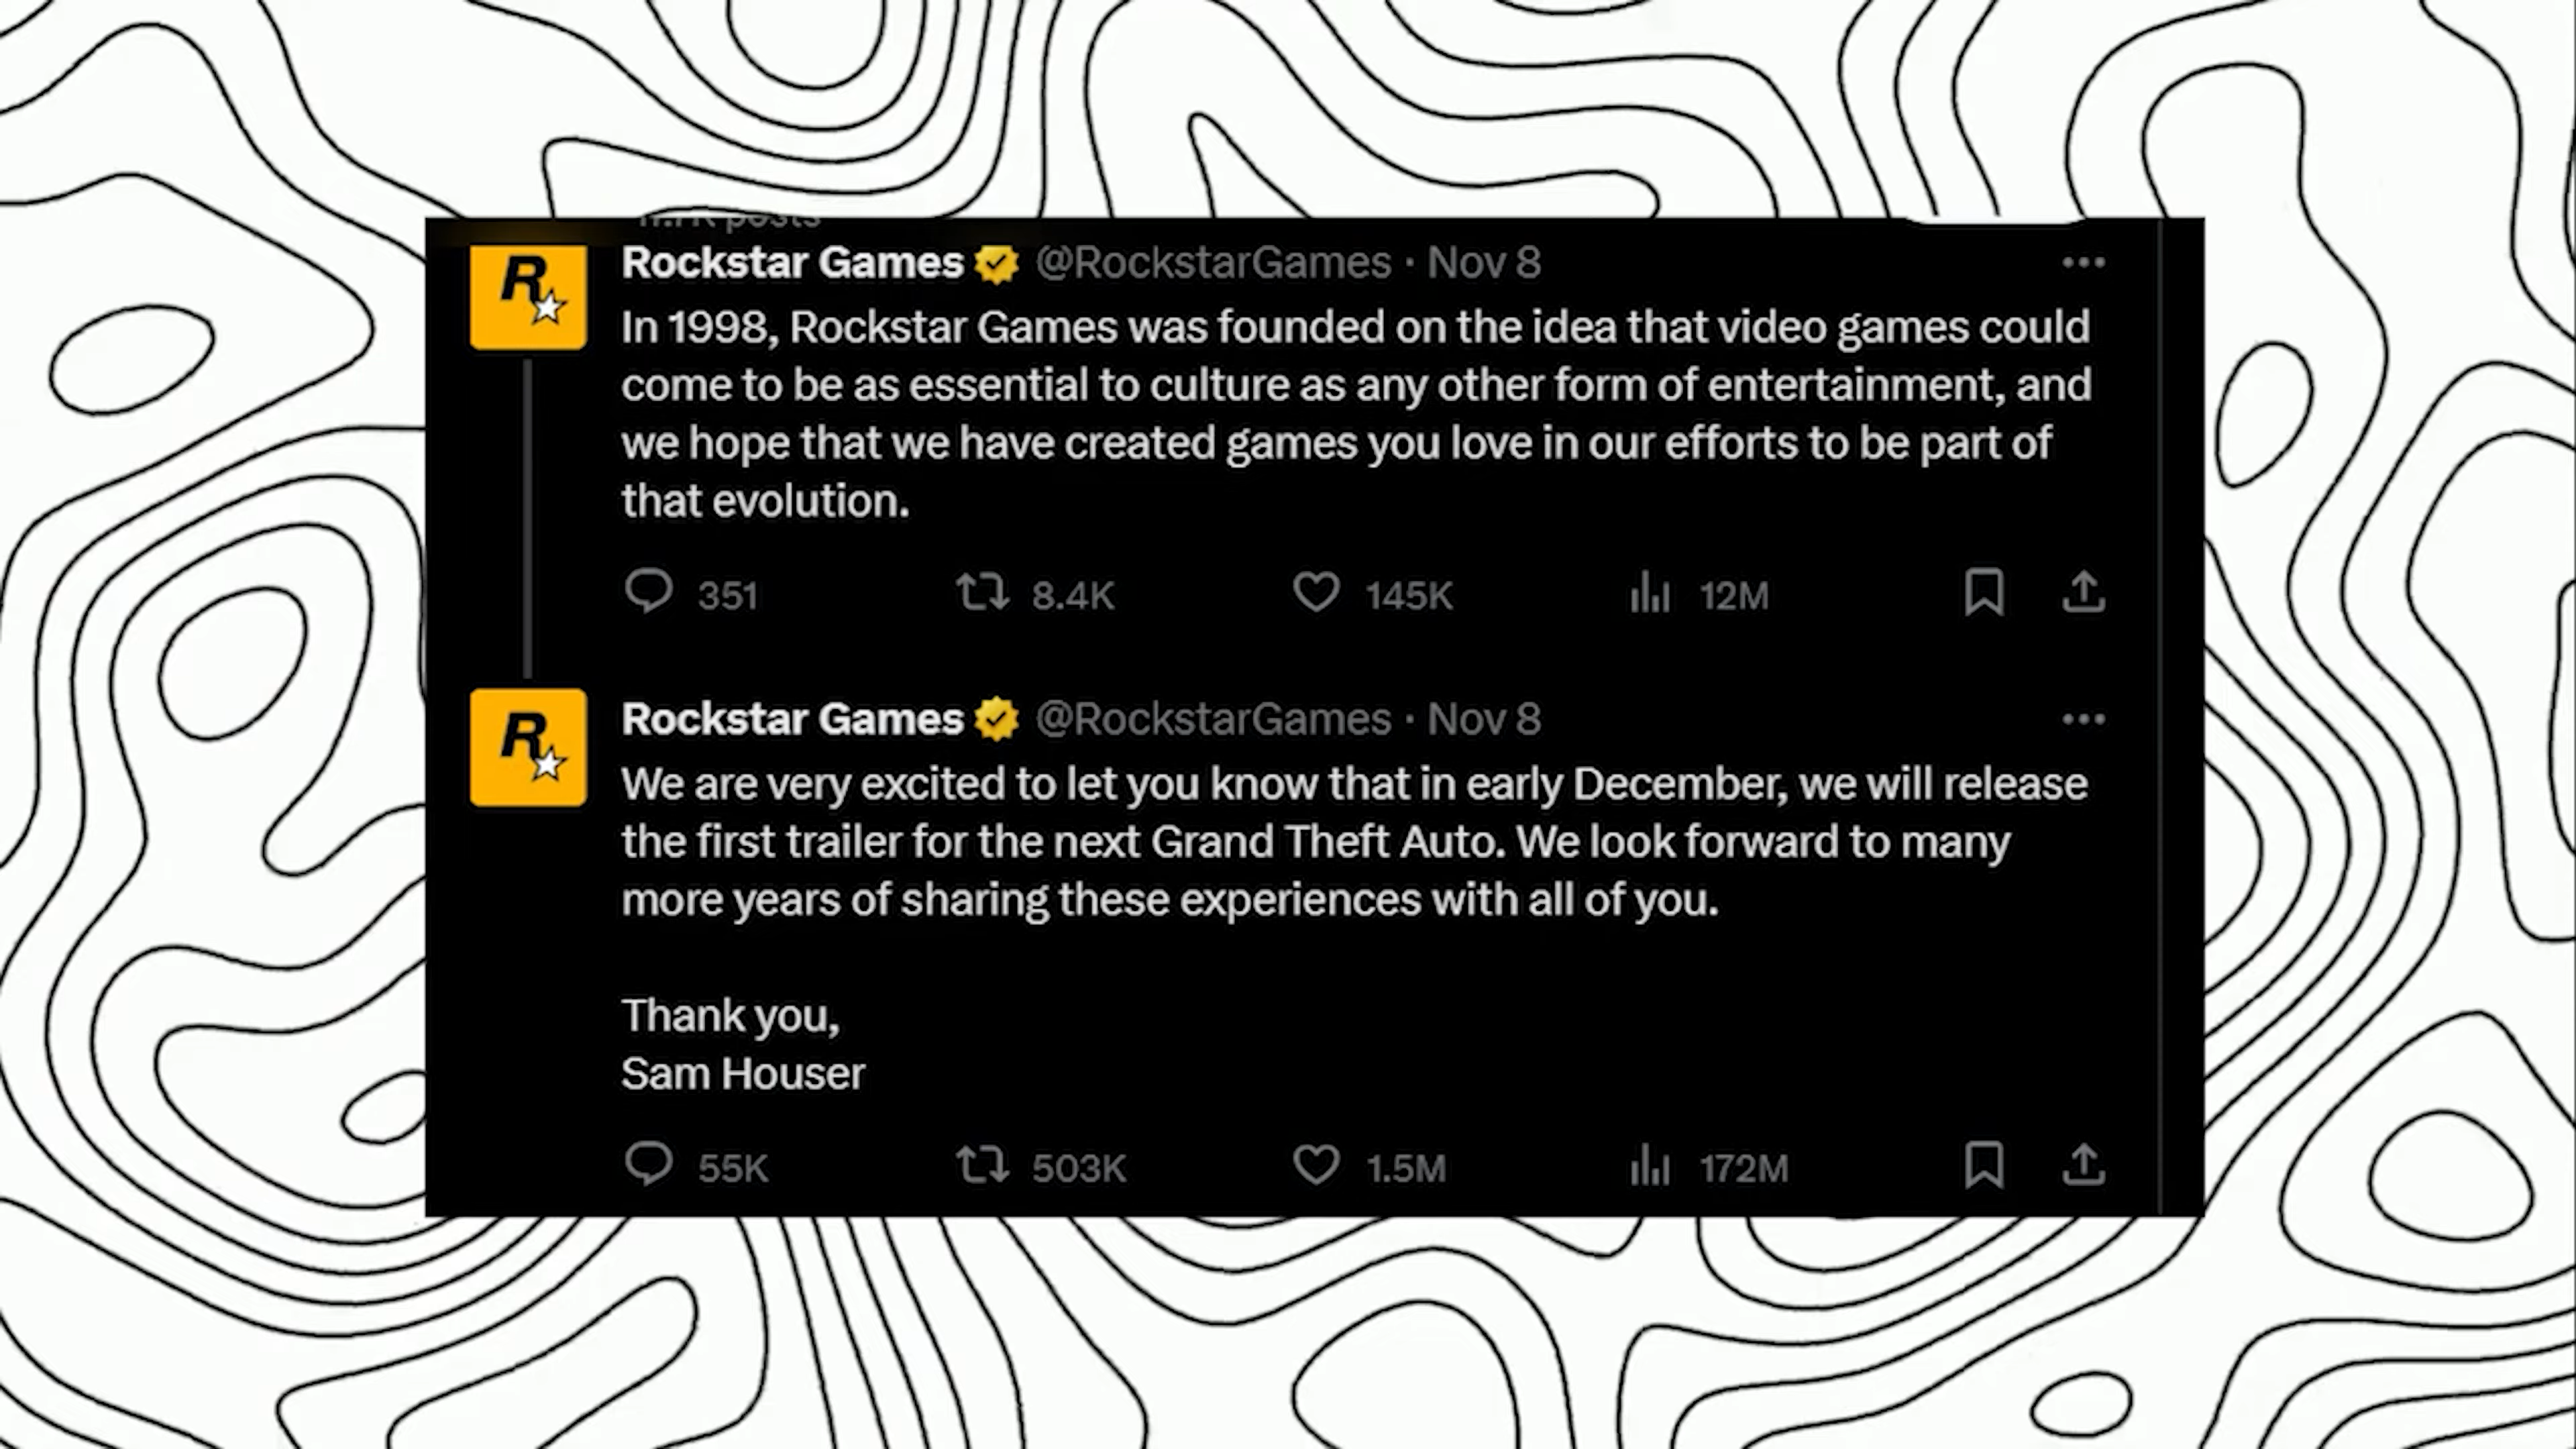 posts
Rockstar Games @RockstarGames · Nov 8
In 1998, Rockstar Games was founded on the idea that video games could
come to be as essential to culture as any other form of entertainment, and
we hope that we have created games you love in our efforts to be part of
that evolution.
351 8.4K 145K 12M
R
Rockstar Games @RockstarGames · Nov 8
We are very excited to let you know that in early December, we will release
the first trailer for the next Grand Theft Auto. We look forward to many
more years of sharing these experiences with all of you.
Thank you,
Sam Houser
55K 503K 1.5M 172M
R